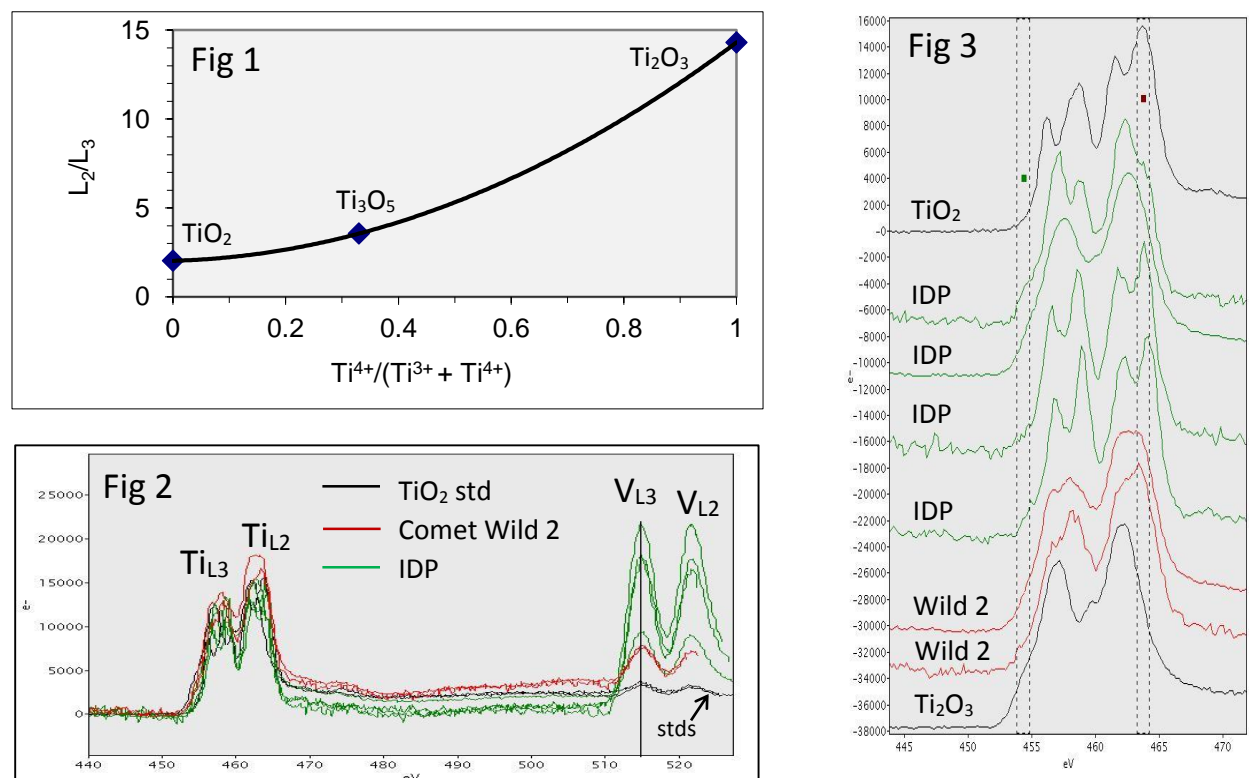 Fig 1
15
10
5
0
L₂/L₃
TiO₂
Ti₃O₅
Ti₂O₃
0 0.2 0.4 0.6 0.8 1
Ti⁴⁺/(Ti³⁺ + Ti⁴⁺)
Fig 2
TiO₂ std
Comet Wild 2
IDP
Ti_L3
Ti_L2
V_L3
V_L2
stds
25000
20000
15000
10000
5000
0
e-
440 450 460 470 480 490 500 510 520
eV
Fig 3
16000
14000
12000
10000
8000
6000
4000
2000
-0
-2000
-4000
-6000
-8000
-10000
-12000
-14000
-16000
-18000
-20000
-22000
-24000
-26000
-28000
-30000
-32000
-34000
-36000
-38000
e-
TiO₂
IDP
IDP
IDP
IDP
Wild 2
Wild 2
Ti₂O₃
445 450 455 460 465 470
eV